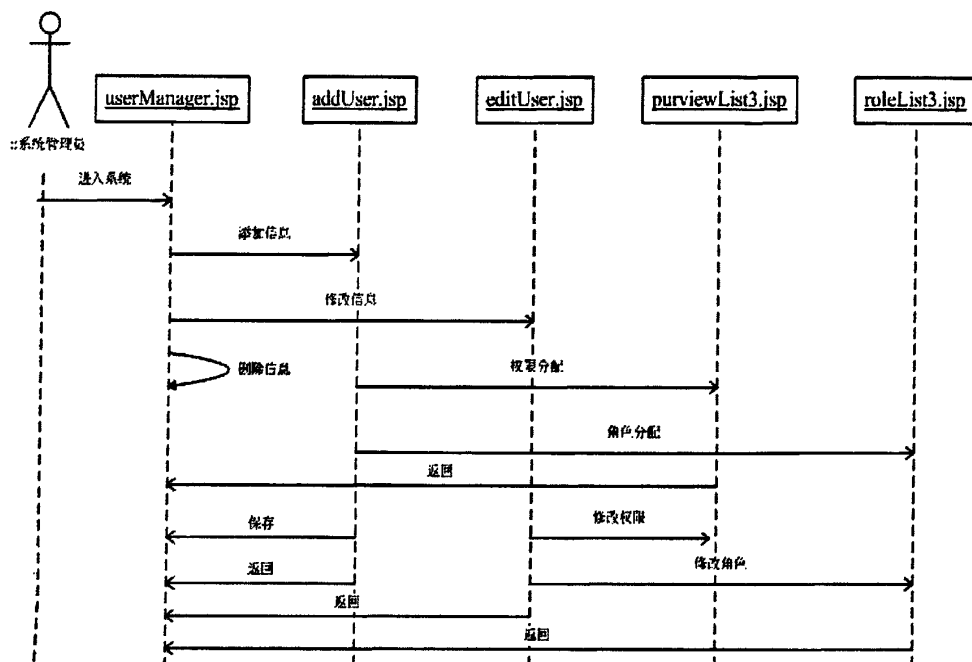 userManager.jsp
addUser.jsp
editUser.jsp
purviewList3.jsp
roleList3.jsp
::系统管理员
进入系统
添加信息
修改信息
删除信息
权限分配
角色分配
返回
保存
修改权限
返回
修改角色
返回
返回